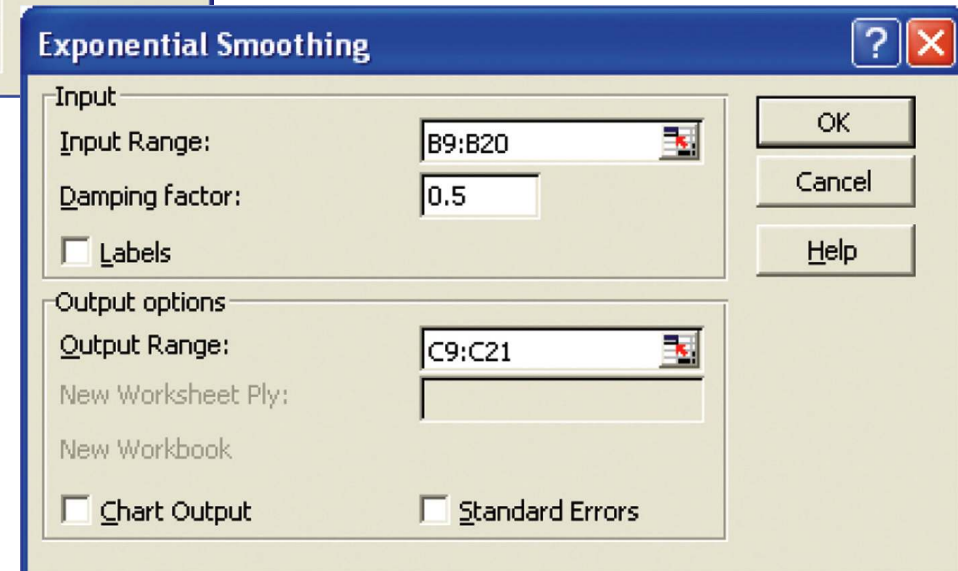 Exponential Smoothing ?
Input
Input Range: B9:B20
Damping factor: 0.5
Labels
OK
Cancel
Help
Output options
Output Range: C9:C21
New Worksheet Ply:
New Workbook
Chart Output Standard Errors